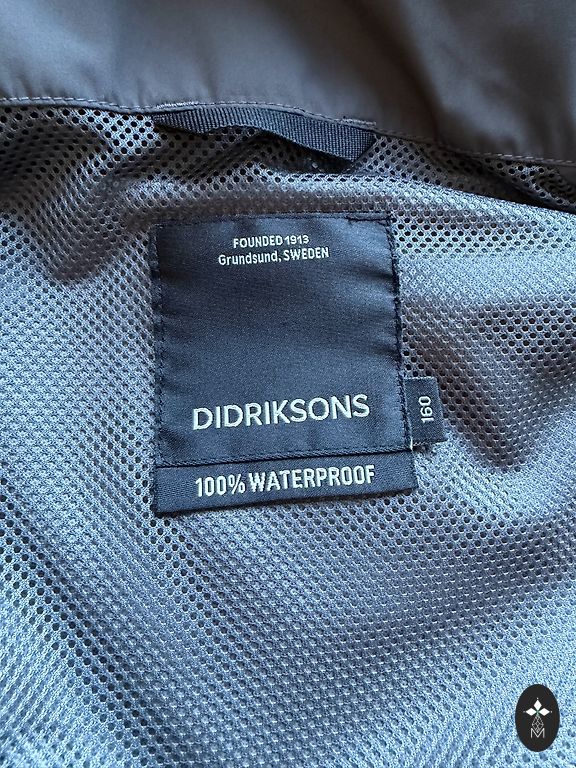 FOUNDED 1913
Grundsund, SWEDEN
DIDRIKSONS
160
100% WATERPROOF
M